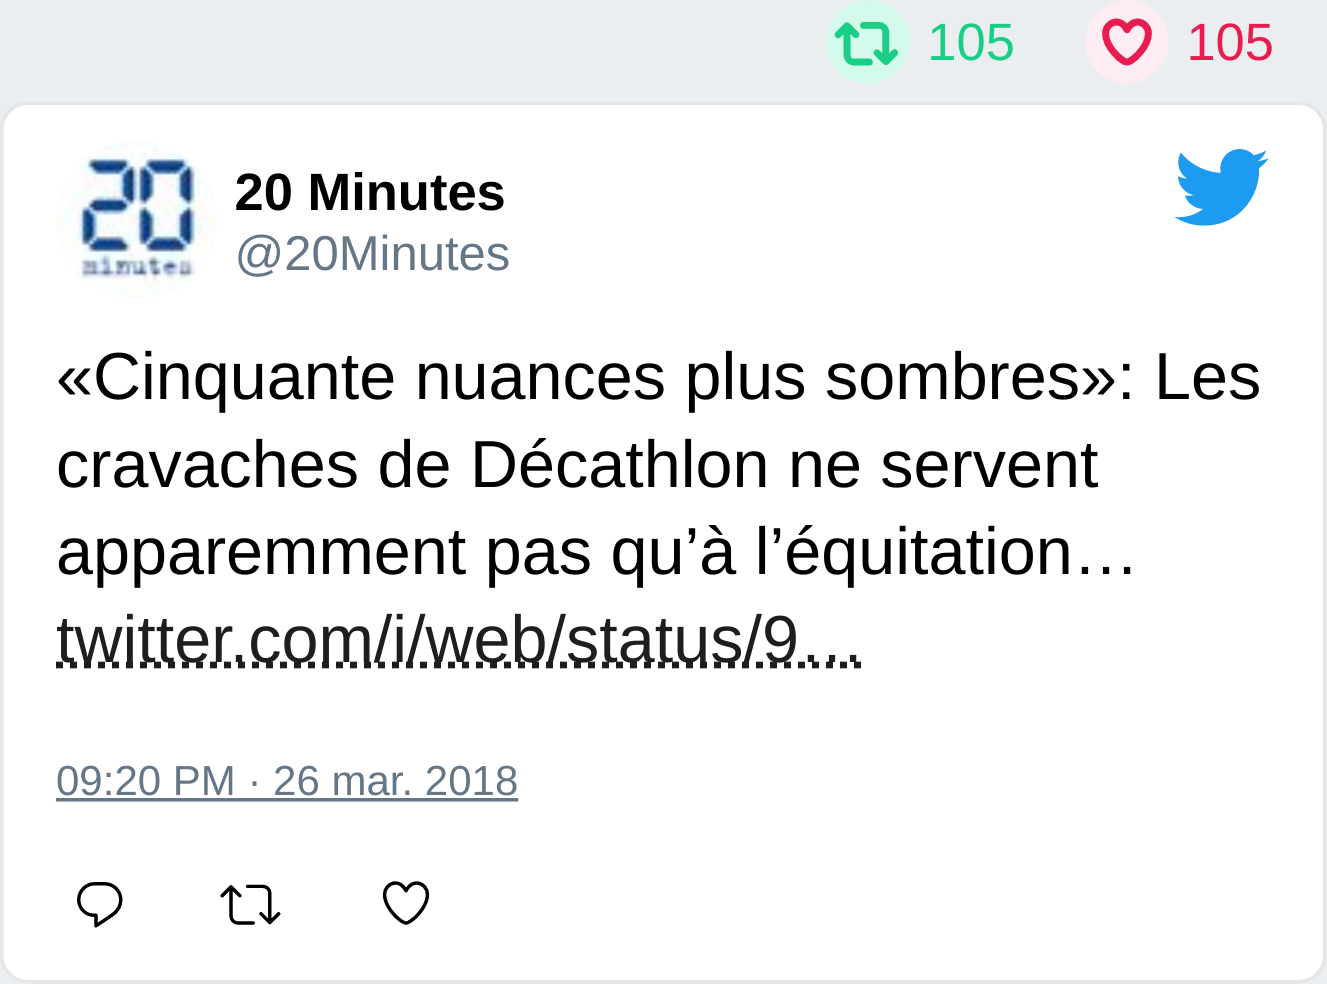 105 105
20
minutes
20 Minutes
@20Minutes
«Cinquante nuances plus sombres»: Les
cravaches de Décathlon ne servent
apparemment pas qu’à l’équitation…
twitter.com/i/web/status/9…
09:20 PM · 26 mar. 2018